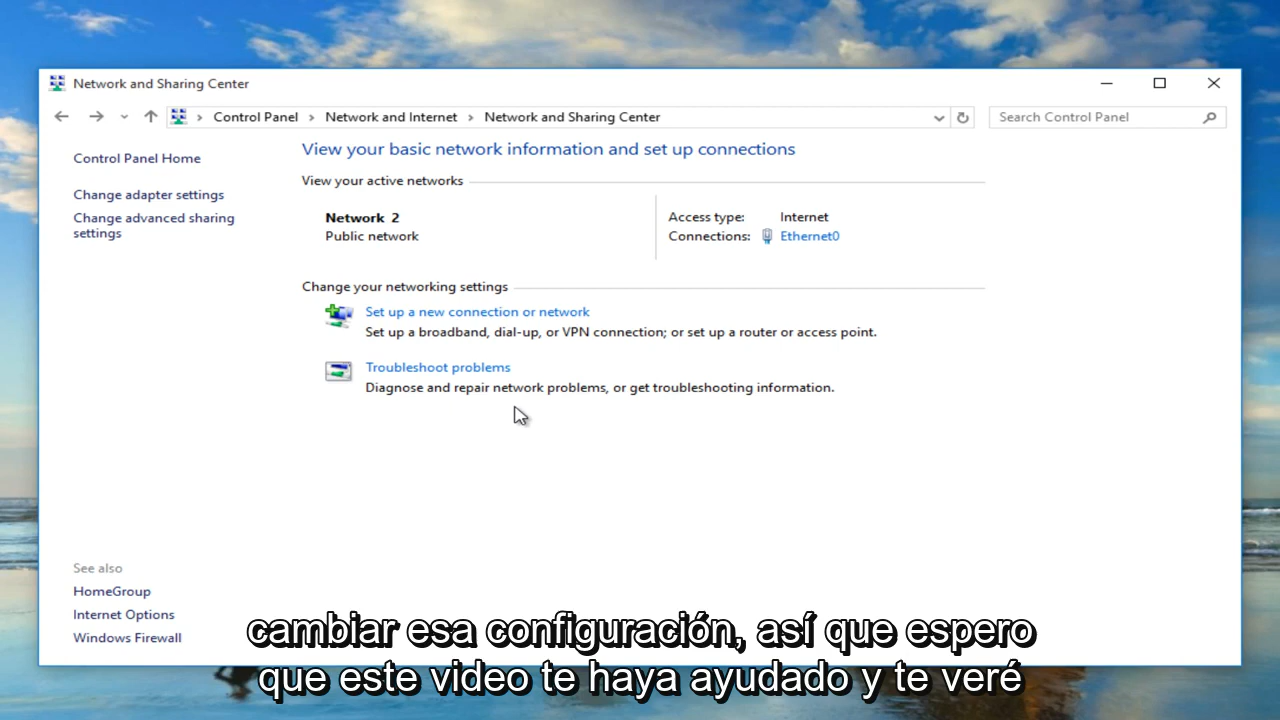 Network and Sharing Center
Control Panel > Network and Internet > Network and Sharing Center
Search Control Panel
Control Panel Home
Change adapter settings
Change advanced sharing
settings
View your basic network information and set up connections
View your active networks
Network 2
Public network
Access type: Internet
Connections: Ethernet0
Change your networking settings
Set up a new connection or network
Set up a broadband, dial-up, or VPN connection; or set up a router or access point.
Troubleshoot problems
Diagnose and repair network problems, or get troubleshooting information.
See also
HomeGroup
Internet Options
Windows Firewall
cambiar esa configuración, así que espero
que este video te haya ayudado y te veré